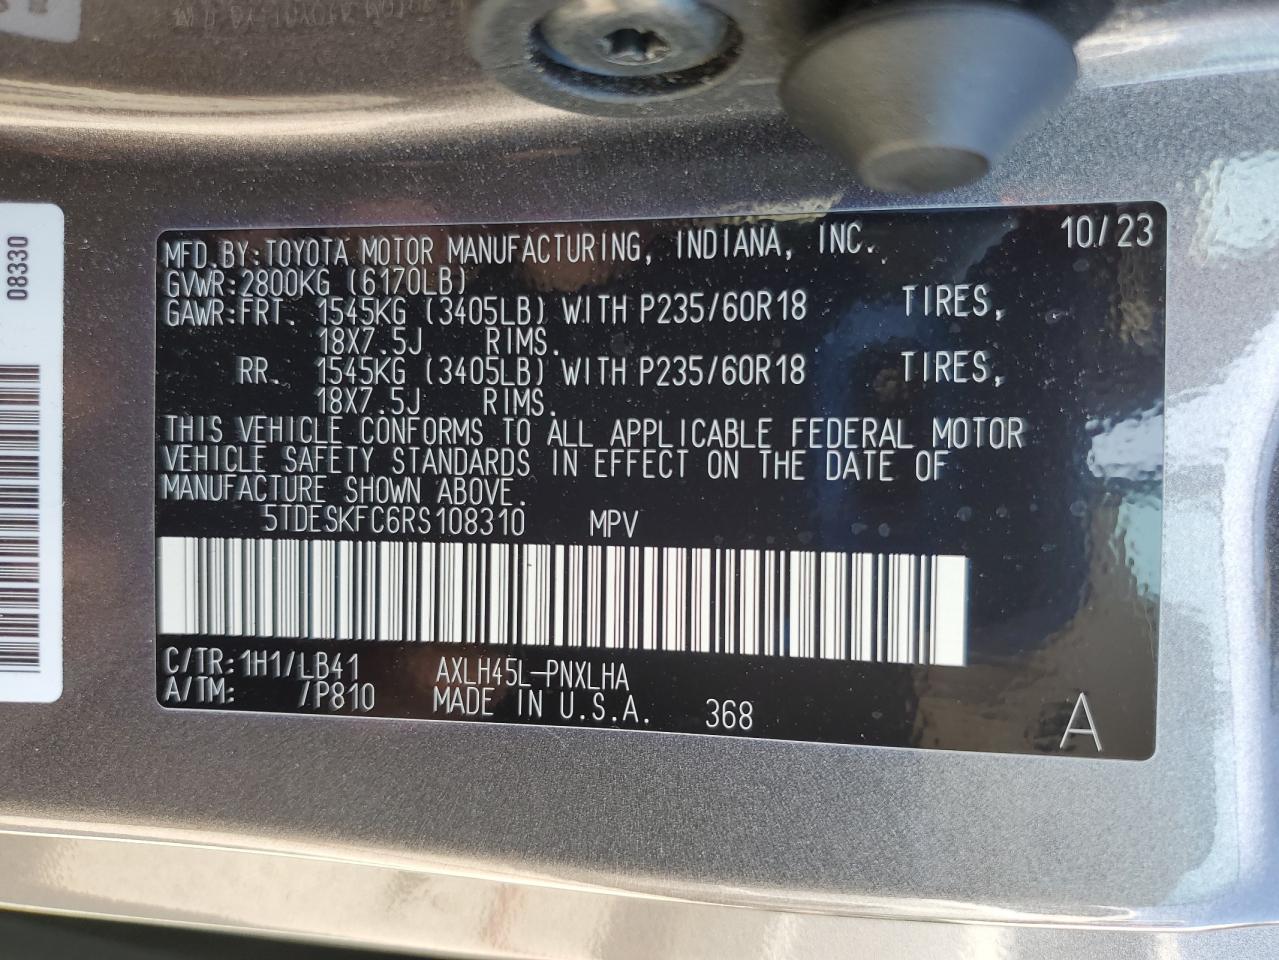 MFD.BY:TOYOTA MOTOR MANUFACTURING, INDIANA, INC. 10/23
GVWR:2800KG (6170LB)
GAWR:FRT. 1545KG (3405LB) WITH P235/60R18 TIRES,
18X7.5J RIMS.
RR. 1545KG (3405LB) WITH P235/60R18 TIRES,
18X7.5J RIMS.
THIS VEHICLE CONFORMS TO ALL APPLICABLE FEDERAL MOTOR
VEHICLE SAFETY STANDARDS IN EFFECT ON THE DATE OF
MANUFACTURE SHOWN ABOVE.
5TDESKFC6RS108310 MPV
C/TR:1H1/LB41 AXLH45L-PNXLHA
A/TM: /P810 MADE IN U.S.A. 368 A
08330